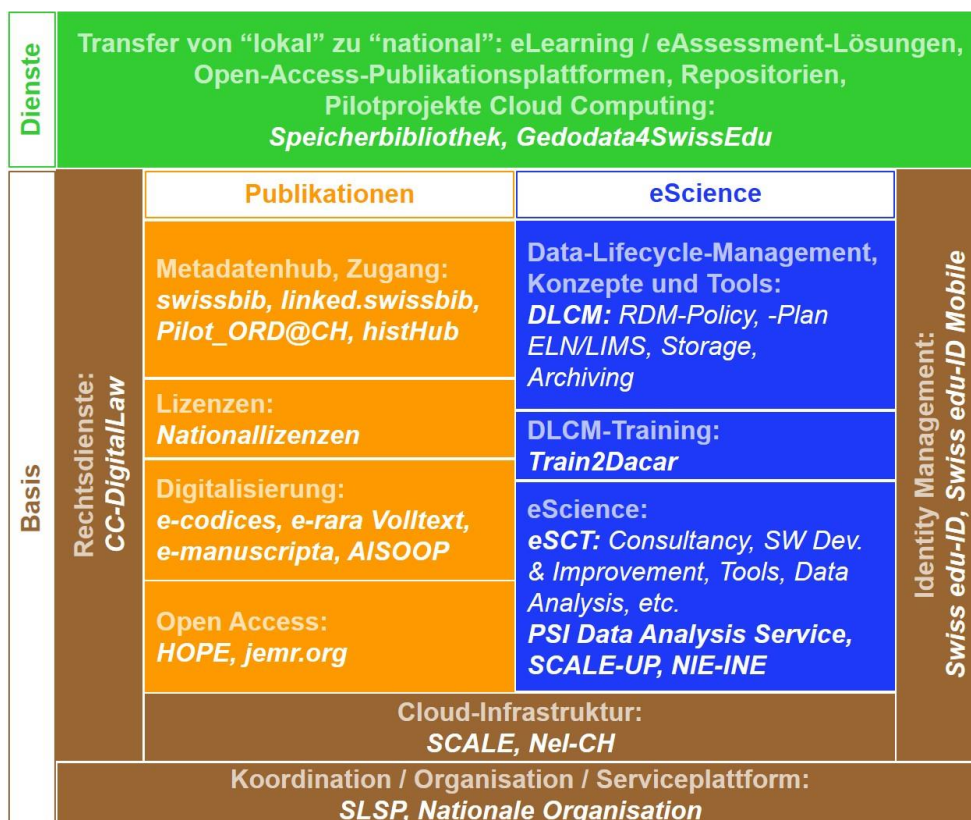 Dienste
Transfer von “lokal” zu “national”: eLearning / eAssessment-Lösungen,
Open-Access-Publikationsplattformen, Repositorien,
Pilotprojekte Cloud Computing:
Speicherbibliothek, Gedodata4SwissEdu
Basis
Rechtsdienste:
CC-DigitalLaw
Publikationen
Metadatenhub, Zugang:
swissbib, linked.swissbib,
Pilot_ORD@CH, histHub
Lizenzen:
Nationallizenzen
Digitalisierung:
e-codices, e-rara Volltext,
e-manuscripta, AISOOP
Open Access:
HOPE, jemr.org
eScience
Data-Lifecycle-Management,
Konzepte und Tools:
DLCM: RDM-Policy, -Plan
ELN/LIMS, Storage,
Archiving
DLCM-Training:
Train2Dacar
eScience:
eSCT: Consultancy, SW Dev.
& Improvement, Tools, Data
Analysis, etc.
PSI Data Analysis Service,
SCALE-UP, NIE-INE
Identity Management:
Swiss edu-ID, Swiss edu-ID Mobile
Cloud-Infrastruktur:
SCALE, Nel-CH
Koordination / Organisation / Serviceplattform:
SLSP, Nationale Organisation